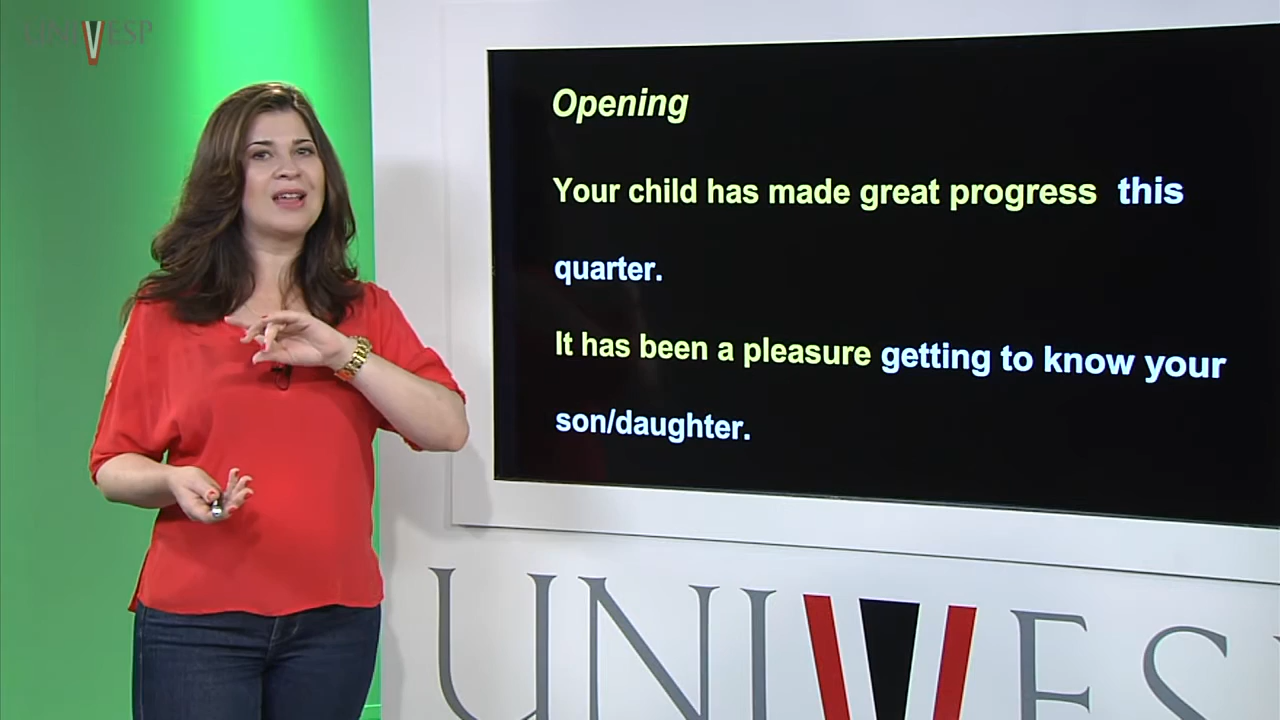 UNIVESP
Opening
Your child has made great progress this
quarter.
It has been a pleasure getting to know your
son/daughter.
UNIVESP